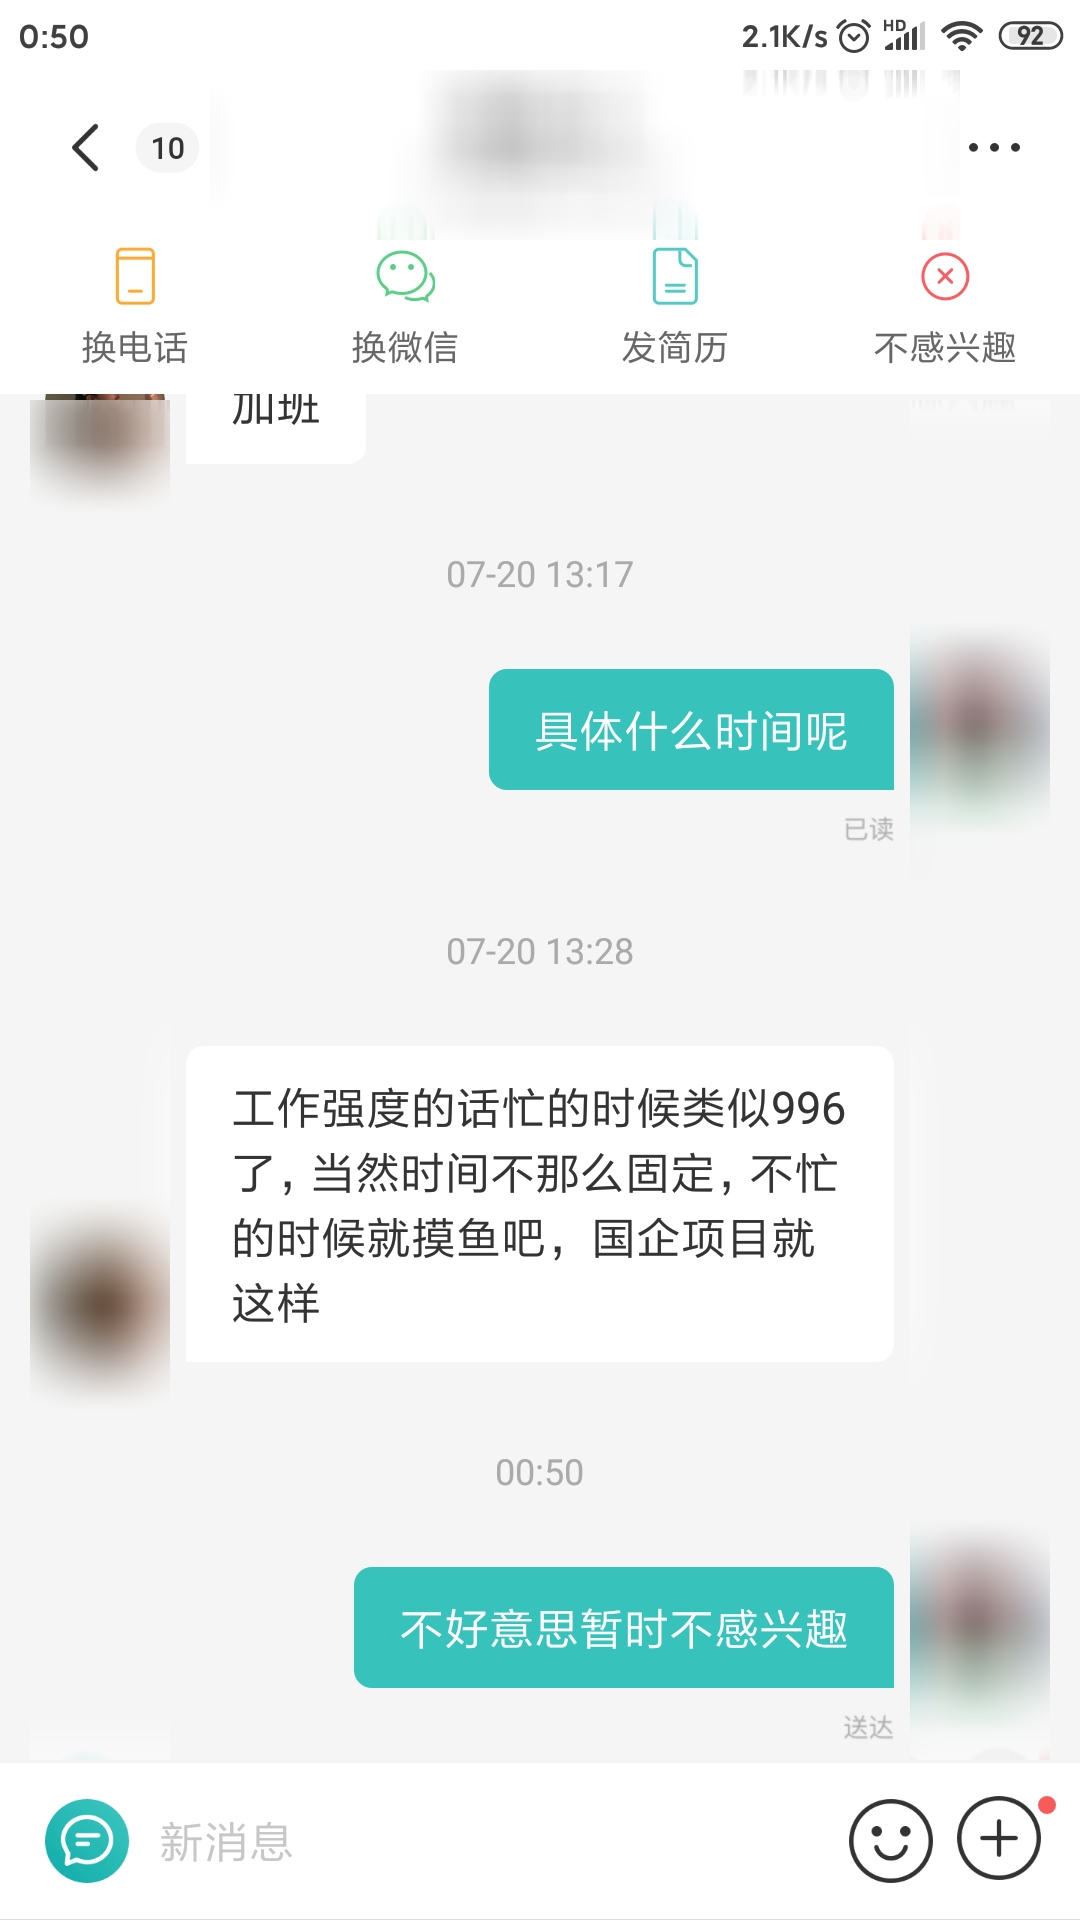 0:50
2.1K/s HD 92
10
换电话 换微信 发简历 不感兴趣
加班
07-20 13:17
具体什么时间呢
已读
07-20 13:28
工作强度的话忙的时候类似996
了,当然时间不那么固定,不忙
的时候就摸鱼吧，国企项目就
这样
00:50
不好意思暂时不感兴趣
送达
新消息